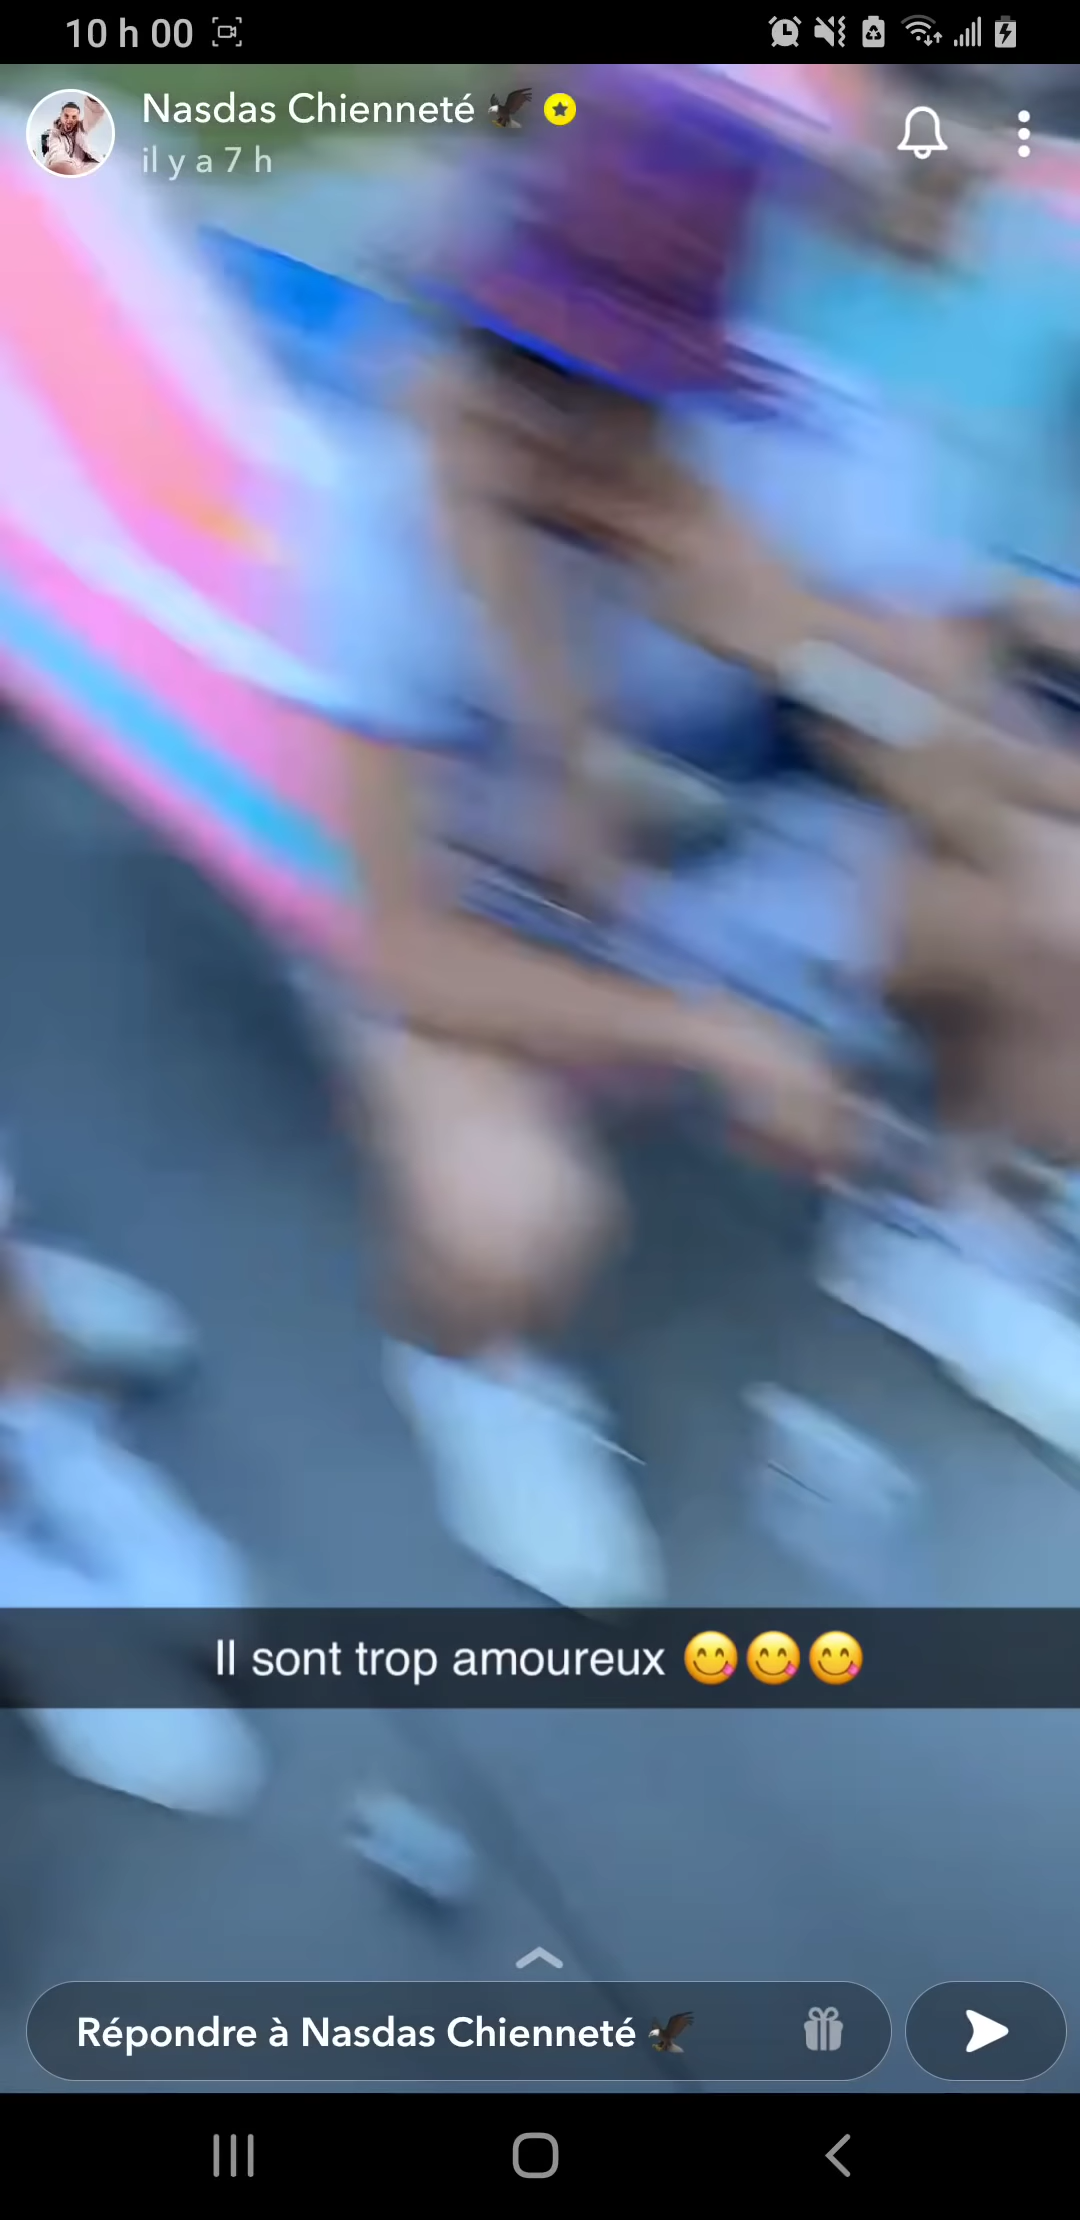 10 h 00
Nasdas Chienneté 🦅
il y a 7 h
Il sont trop amoureux 😋😋😋
Répondre à Nasdas Chienneté 🦅